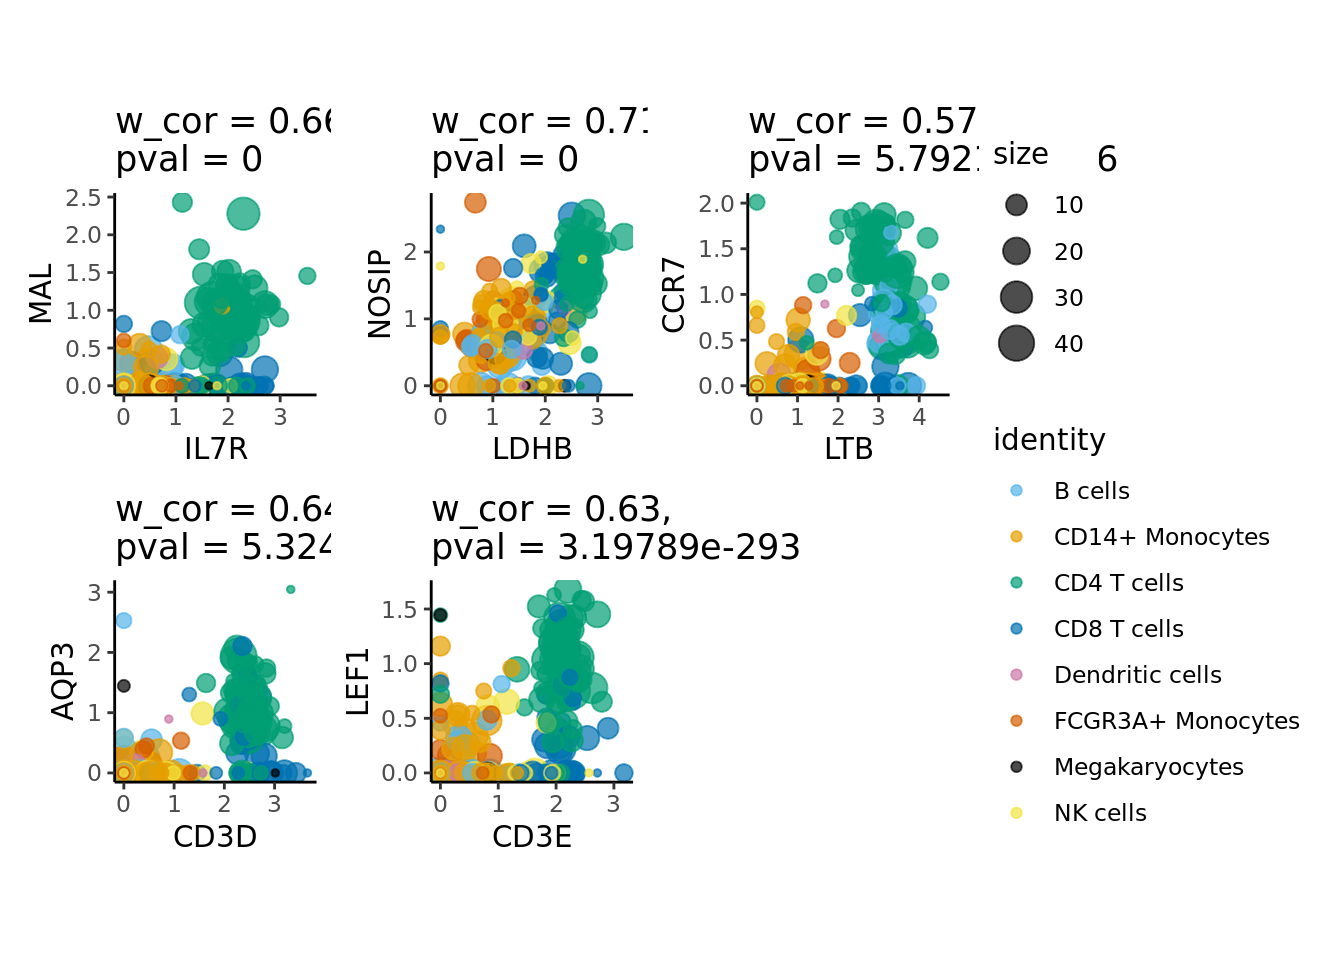 w_cor = 0.66
pval = 0
2.5
2.0
1.5
1.0
0.5
0.0
MAL
0 1 2 3
IL7R
w_cor = 0.71
pval = 0
2
1
0
NOSIP
0 1 2 3
LDHB
w_cor = 0.57
pval = 5.7921 6
2.0
1.5
1.0
0.5
0.0
CCR7
0 1 2 3 4
LTB
w_cor = 0.64
pval = 5.324
3
2
1
0
AQP3
0 1 2 3
CD3D
w_cor = 0.63,
pval = 3.19789e-293
1.5
1.0
0.5
0.0
LEF1
0 1 2 3
CD3E
size
10
20
30
40
identity
B cells
CD14+ Monocytes
CD4 T cells
CD8 T cells
Dendritic cells
FCGR3A+ Monocytes
Megakaryocytes
NK cells